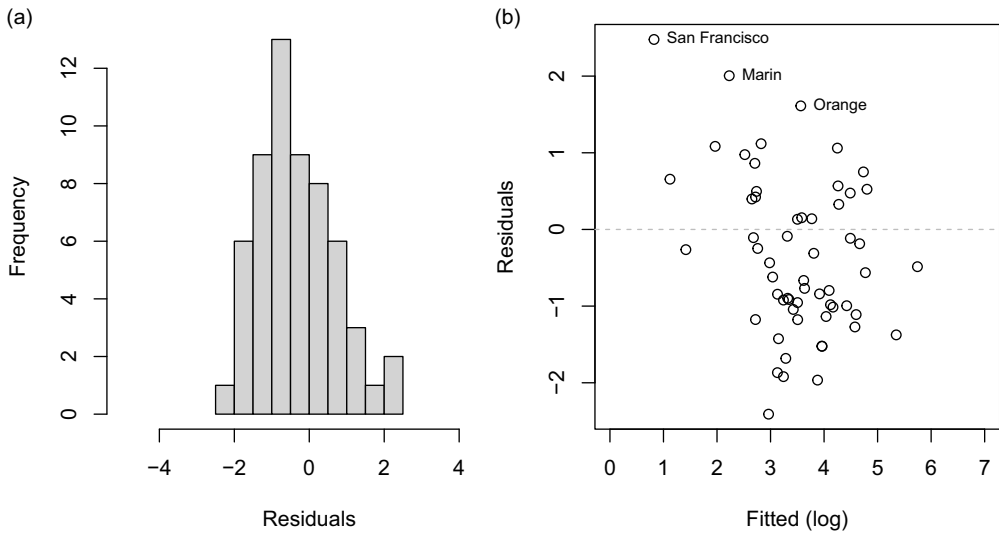 (a)
Frequency
12
10
8
6
4
2
0
−4 −2 0 2 4
Residuals
(b)
Residuals
2
1
0
−1
−2
San Francisco
Marin
Orange
0 1 2 3 4 5 6 7
Fitted (log)